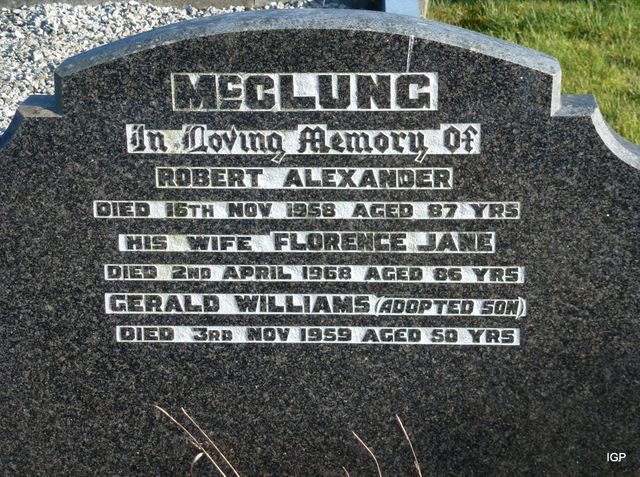 McCLUNG
In Loving Memory Of
ROBERT ALEXANDER
DIED 16TH NOV 1958 AGED 87 YRS
HIS WIFE FLORENCE JANE
DIED 2ND APRIL 1968 AGED 86 YRS
GERALD WILLIAMS (ADOPTED SON)
DIED 3RD NOV 1959 AGED 50 YRS
IGP